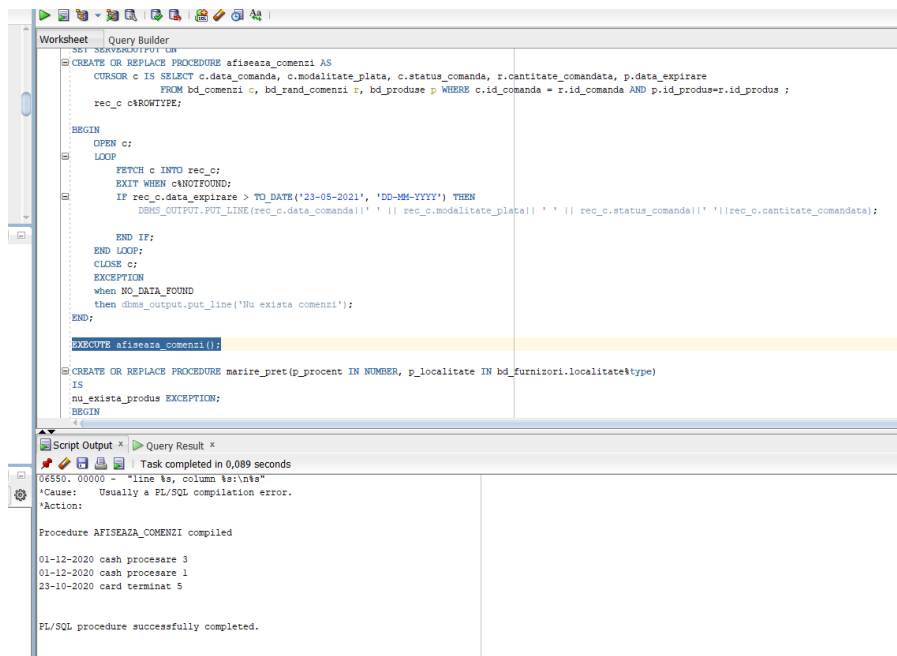 Worksheet Query Builder
SET SERVEROUTPUT ON
CREATE OR REPLACE PROCEDURE afiseaza_comenzi AS
CURSOR c IS SELECT c.data_comanda, c.modalitate_plata, c.status_comanda, r.cantitate_comandata, p.data_expirare
FROM bd_comenzi c, bd_rand_comenzi r, bd_produse p WHERE c.id_comanda = r.id_comanda AND p.id_produs=r.id_produs ;
rec_c c%ROWTYPE;
BEGIN
OPEN c;
LOOP
FETCH c INTO rec_c;
EXIT WHEN c%NOTFOUND;
IF rec_c.data_expirare > TO_DATE('23-05-2021', 'DD-MM-YYYY') THEN
DBMS_OUTPUT.PUT_LINE(rec_c.data_comanda||' ' || rec_c.modalitate_plata|| ' ' || rec_c.status_comanda||' '||rec_c.cantitate_comandata);
END IF;
END LOOP;
CLOSE c;
EXCEPTION
when NO_DATA_FOUND
then dbms_output.put_line('Nu exista comenzi');
END;
EXECUTE afiseaza_comenzi();
CREATE OR REPLACE PROCEDURE marire_pret(p_procent IN NUMBER, p_localitate IN bd_furnizori.localitate%type)
IS
nu_exista_produs EXCEPTION;
BEGIN
Script Output × Query Result ×
Task completed in 0,089 seconds
06550. 00000 - "line %s, column %s:\n%s"
*Cause: Usually a PL/SQL compilation error.
*Action:
Procedure AFISEAZA_COMENZI compiled
01-12-2020 cash procesare 3
01-12-2020 cash procesare 1
23-10-2020 card terminat 5
PL/SQL procedure successfully completed.